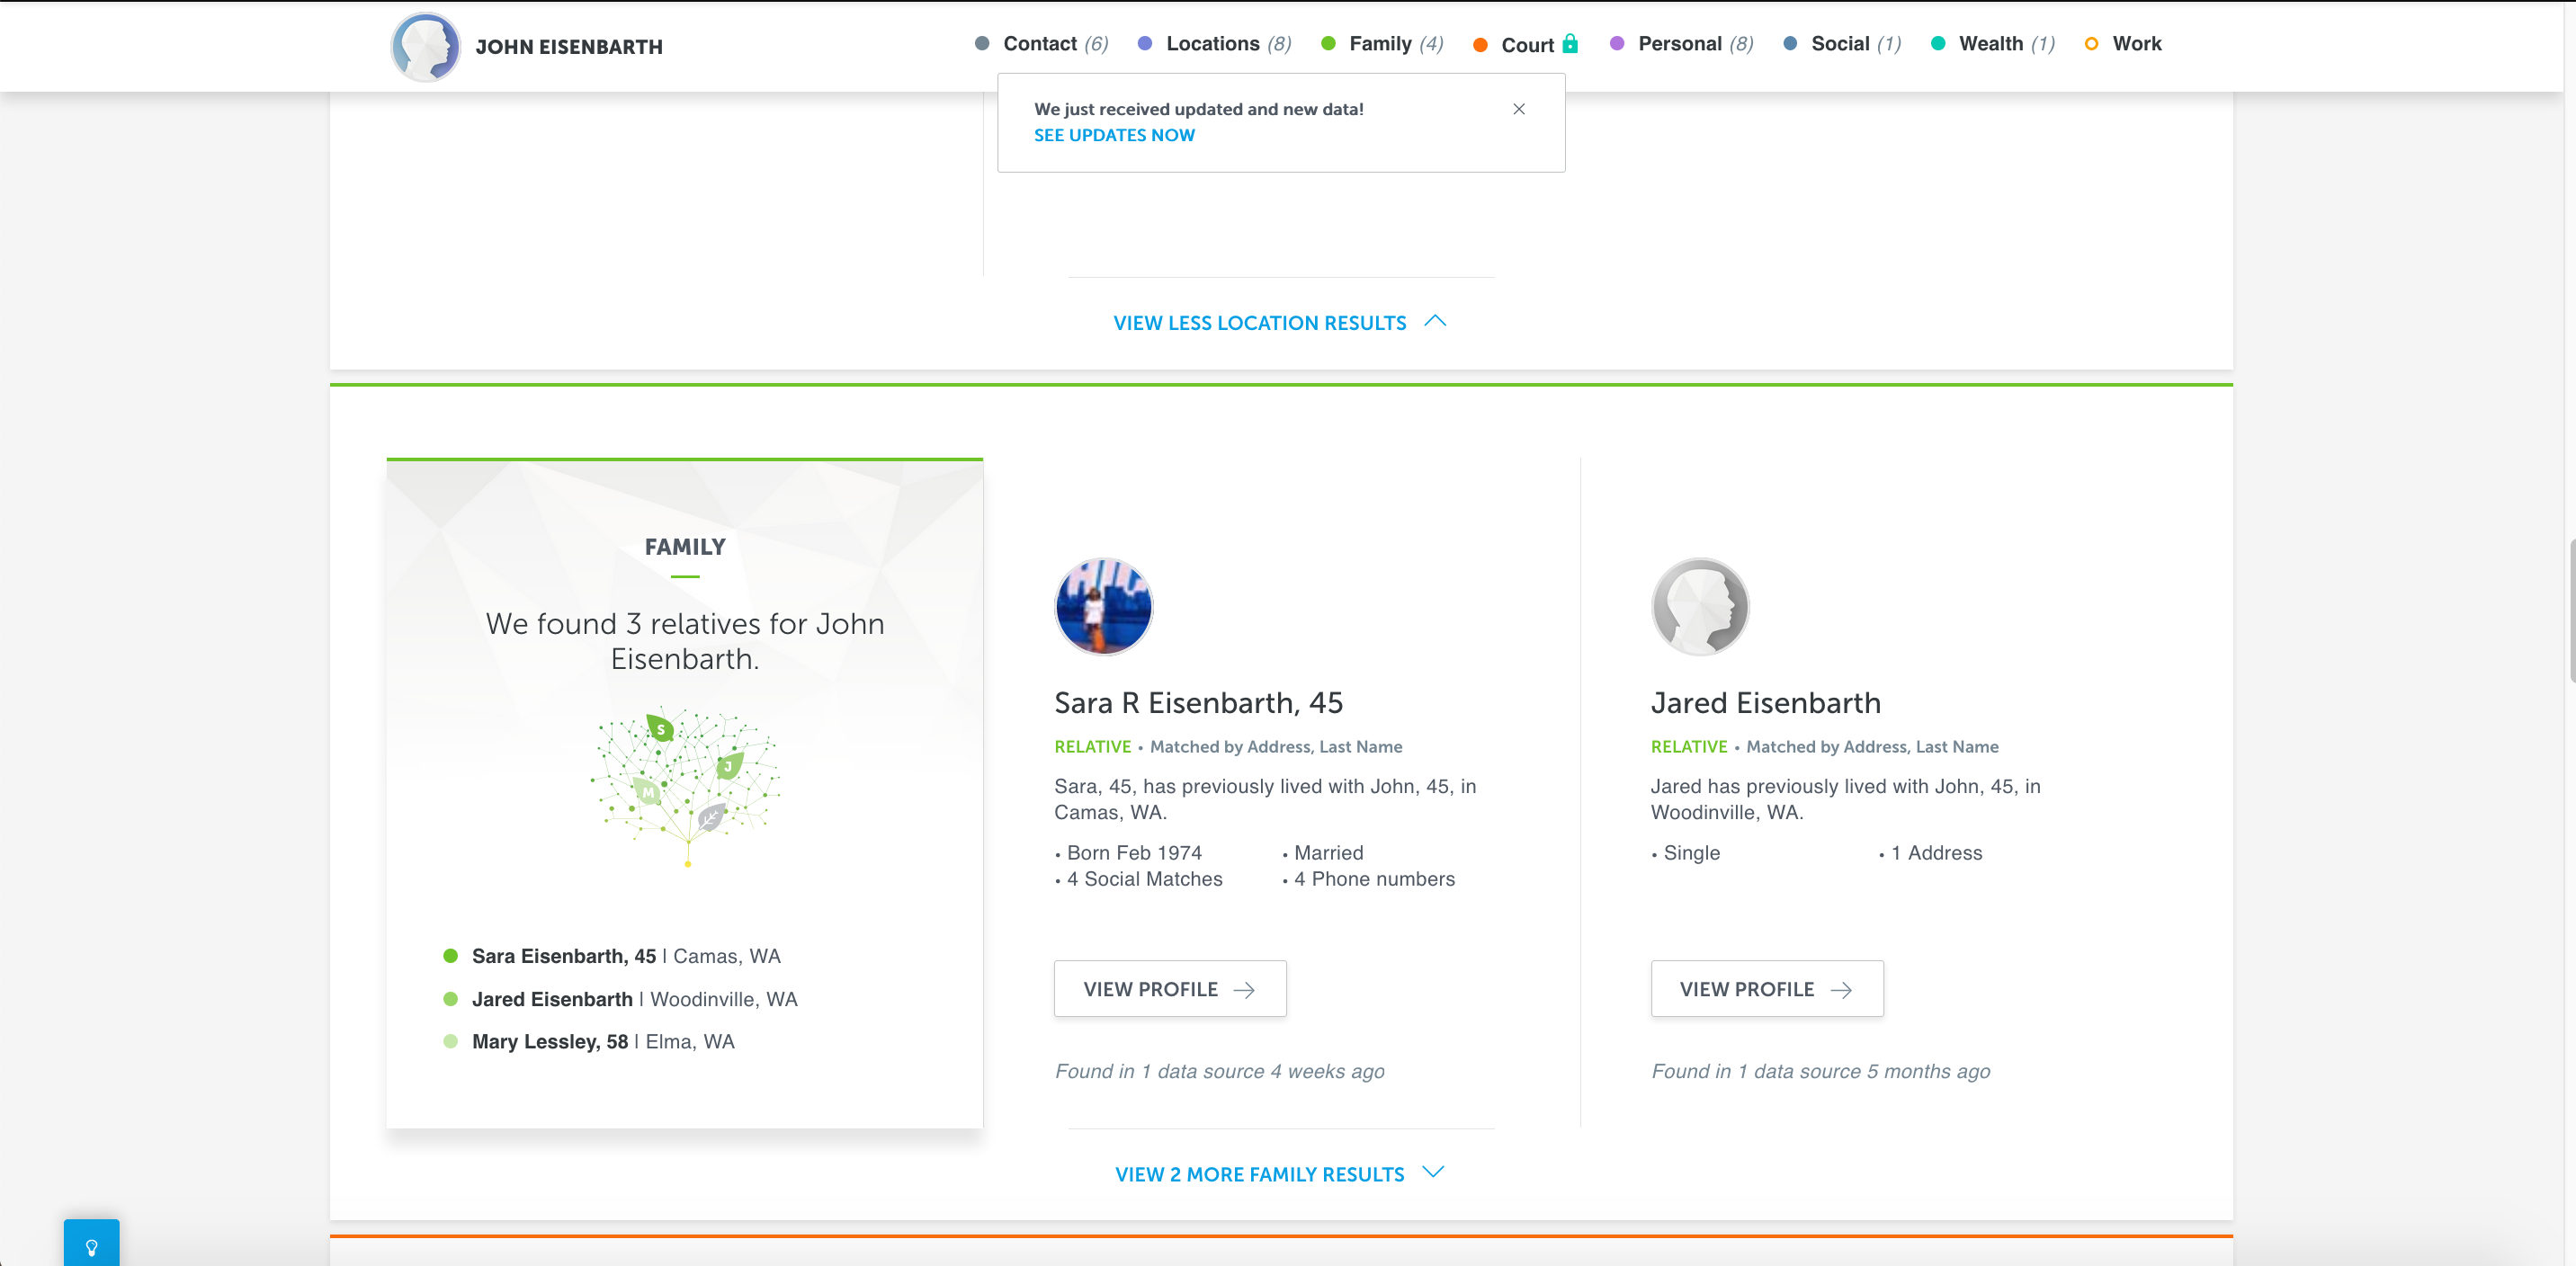 JOHN EISENBARTH
Contact (6) Locations (8) Family (4) Court Personal (8) Social (1) Wealth (1) Work
We just received updated and new data!
SEE UPDATES NOW
VIEW LESS LOCATION RESULTS
FAMILY
We found 3 relatives for John
Eisenbarth.
S
J
M
Sara Eisenbarth, 45 | Camas, WA
Jared Eisenbarth | Woodinville, WA
Mary Lessley, 58 | Elma, WA
Sara R Eisenbarth, 45
RELATIVE • Matched by Address, Last Name
Sara, 45, has previously lived with John, 45, in
Camas, WA.
• Born Feb 1974 • Married
• 4 Social Matches • 4 Phone numbers
VIEW PROFILE
Found in 1 data source 4 weeks ago
Jared Eisenbarth
RELATIVE • Matched by Address, Last Name
Jared has previously lived with John, 45, in
Woodinville, WA.
• Single • 1 Address
VIEW PROFILE
Found in 1 data source 5 months ago
VIEW 2 MORE FAMILY RESULTS